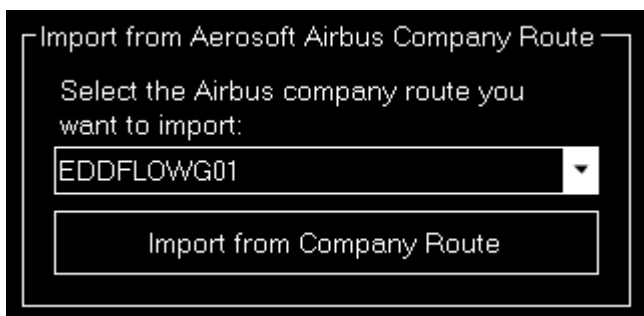 Import from Aerosoft Airbus Company Route
Select the Airbus company route you
want to import:
EDDFLOWG01
Import from Company Route